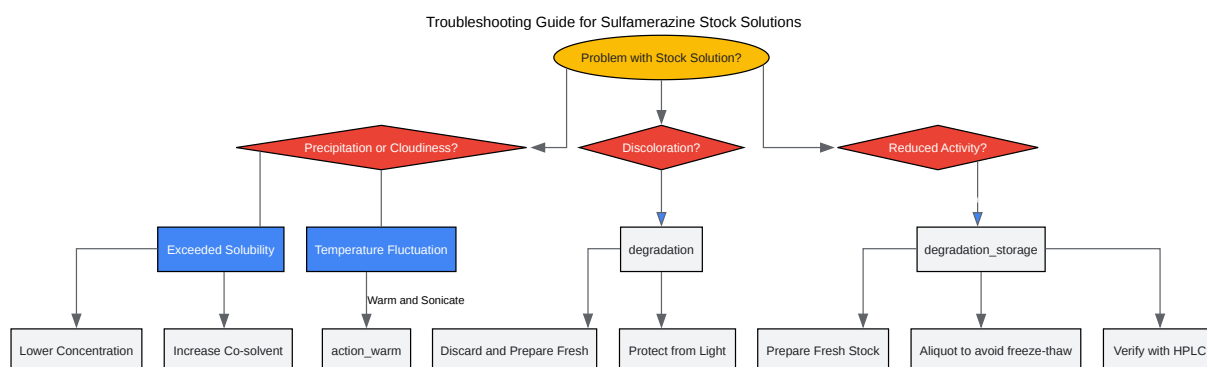 Troubleshooting Guide for Sulfamerazine Stock Solutions
Problem with Stock Solution?
Precipitation or Cloudiness?
Discoloration?
Reduced Activity?
Exceeded Solubility
Temperature Fluctuation
degradation
degradation_storage
Warm and Sonicate
Lower Concentration
Increase Co-solvent
action_warm
Discard and Prepare Fresh
Protect from Light
Prepare Fresh Stock
Aliquot to avoid freeze-thaw
Verify with HPLC